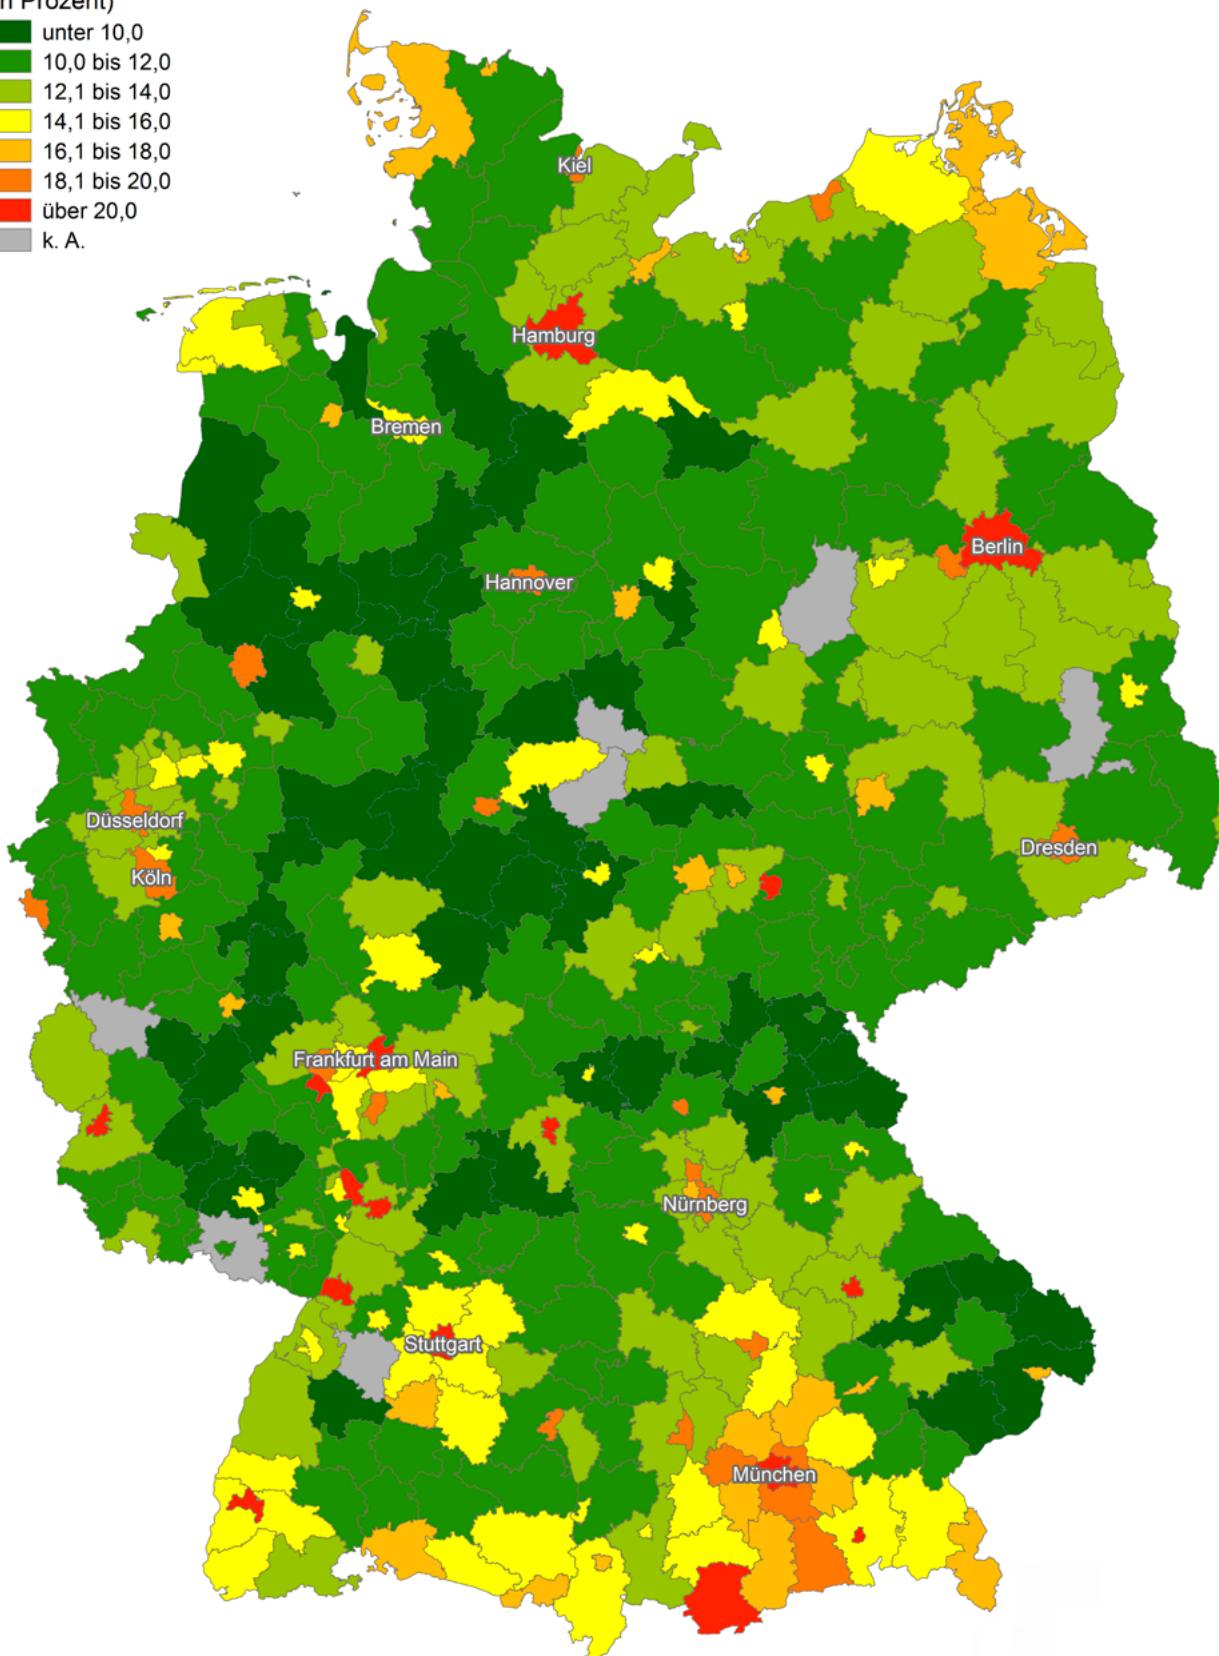 n Prozent)
unter 10,0
10,0 bis 12,0
12,1 bis 14,0
14,1 bis 16,0
16,1 bis 18,0
18,1 bis 20,0
über 20,0
k. A.
Kiel
Hamburg
Bremen
Berlin
Hannover
Düsseldorf
Dresden
Köln
Frankfurt am Main
Nürnberg
Stuttgart
München